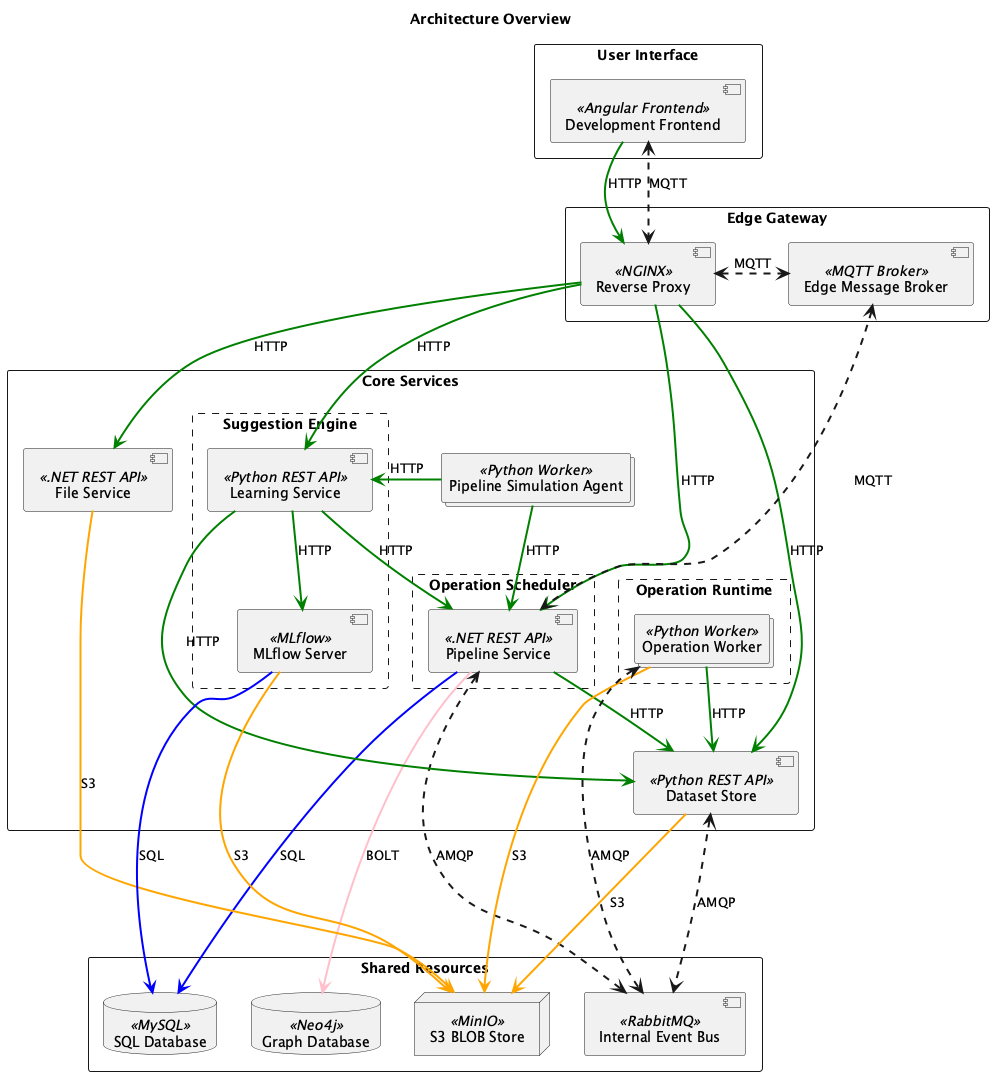 Architecture Overview
User Interface
«Angular Frontend»
Development Frontend
HTTP
MQTT
Edge Gateway
«NGINX»
Reverse Proxy
MQTT
«MQTT Broker»
Edge Message Broker
HTTP
HTTP
HTTP
HTTP
MQTT
Core Services
Suggestion Engine
«.NET REST API»
File Service
«Python REST API»
Learning Service
HTTP
«Python Worker»
Pipeline Simulation Agent
HTTP
HTTP
HTTP
HTTP
Operation Scheduler
Operation Runtime
«MLflow»
MLflow Server
«.NET REST API»
Pipeline Service
«Python Worker»
Operation Worker
HTTP
HTTP
«Python REST API»
Dataset Store
S3
SQL
S3
SQL
BOLT
AMQP
S3
AMQP
S3
AMQP
Shared Resources
«MySQL»
SQL Database
«Neo4j»
Graph Database
«MinIO»
S3 BLOB Store
«RabbitMQ»
Internal Event Bus